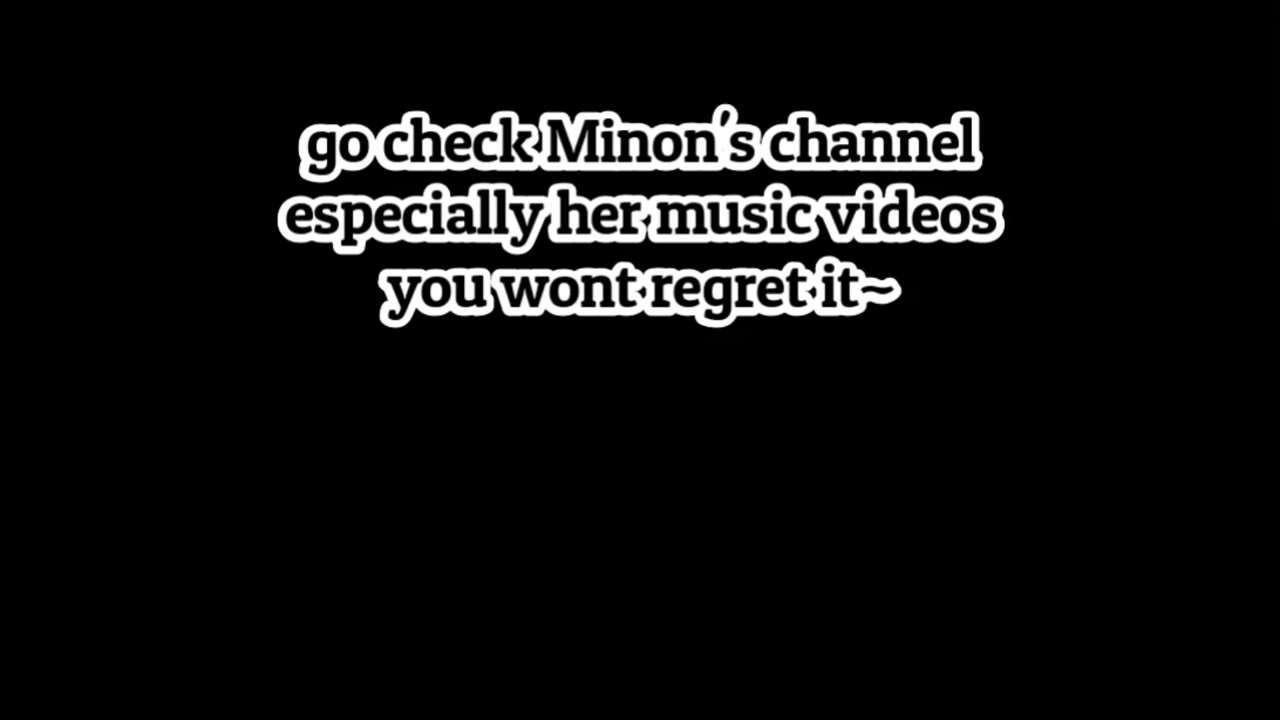 go check Minon's channel
especially her music videos
you wont regret it~